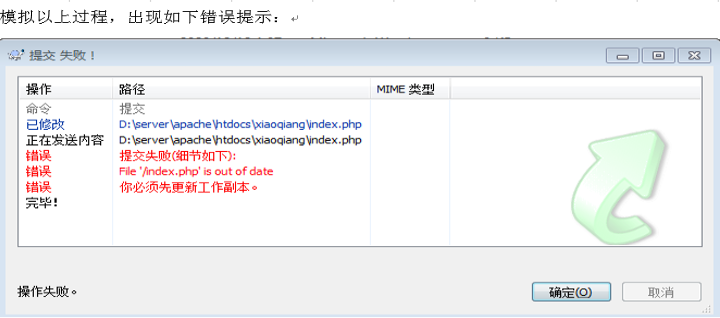 模拟以上过程，出现如下错误提示：
提交 失败！
操作 路径 MIME 类型
命令 提交
已修改 D:\server\apache\htdocs\xiaoqiang\index.php
正在发送内容 D:\server\apache\htdocs\xiaoqiang\index.php
错误 提交失败(细节如下):
错误 File '/index.php' is out of date
错误 你必须先更新工作副本。
完毕!
操作失败。
确定(O) 取消